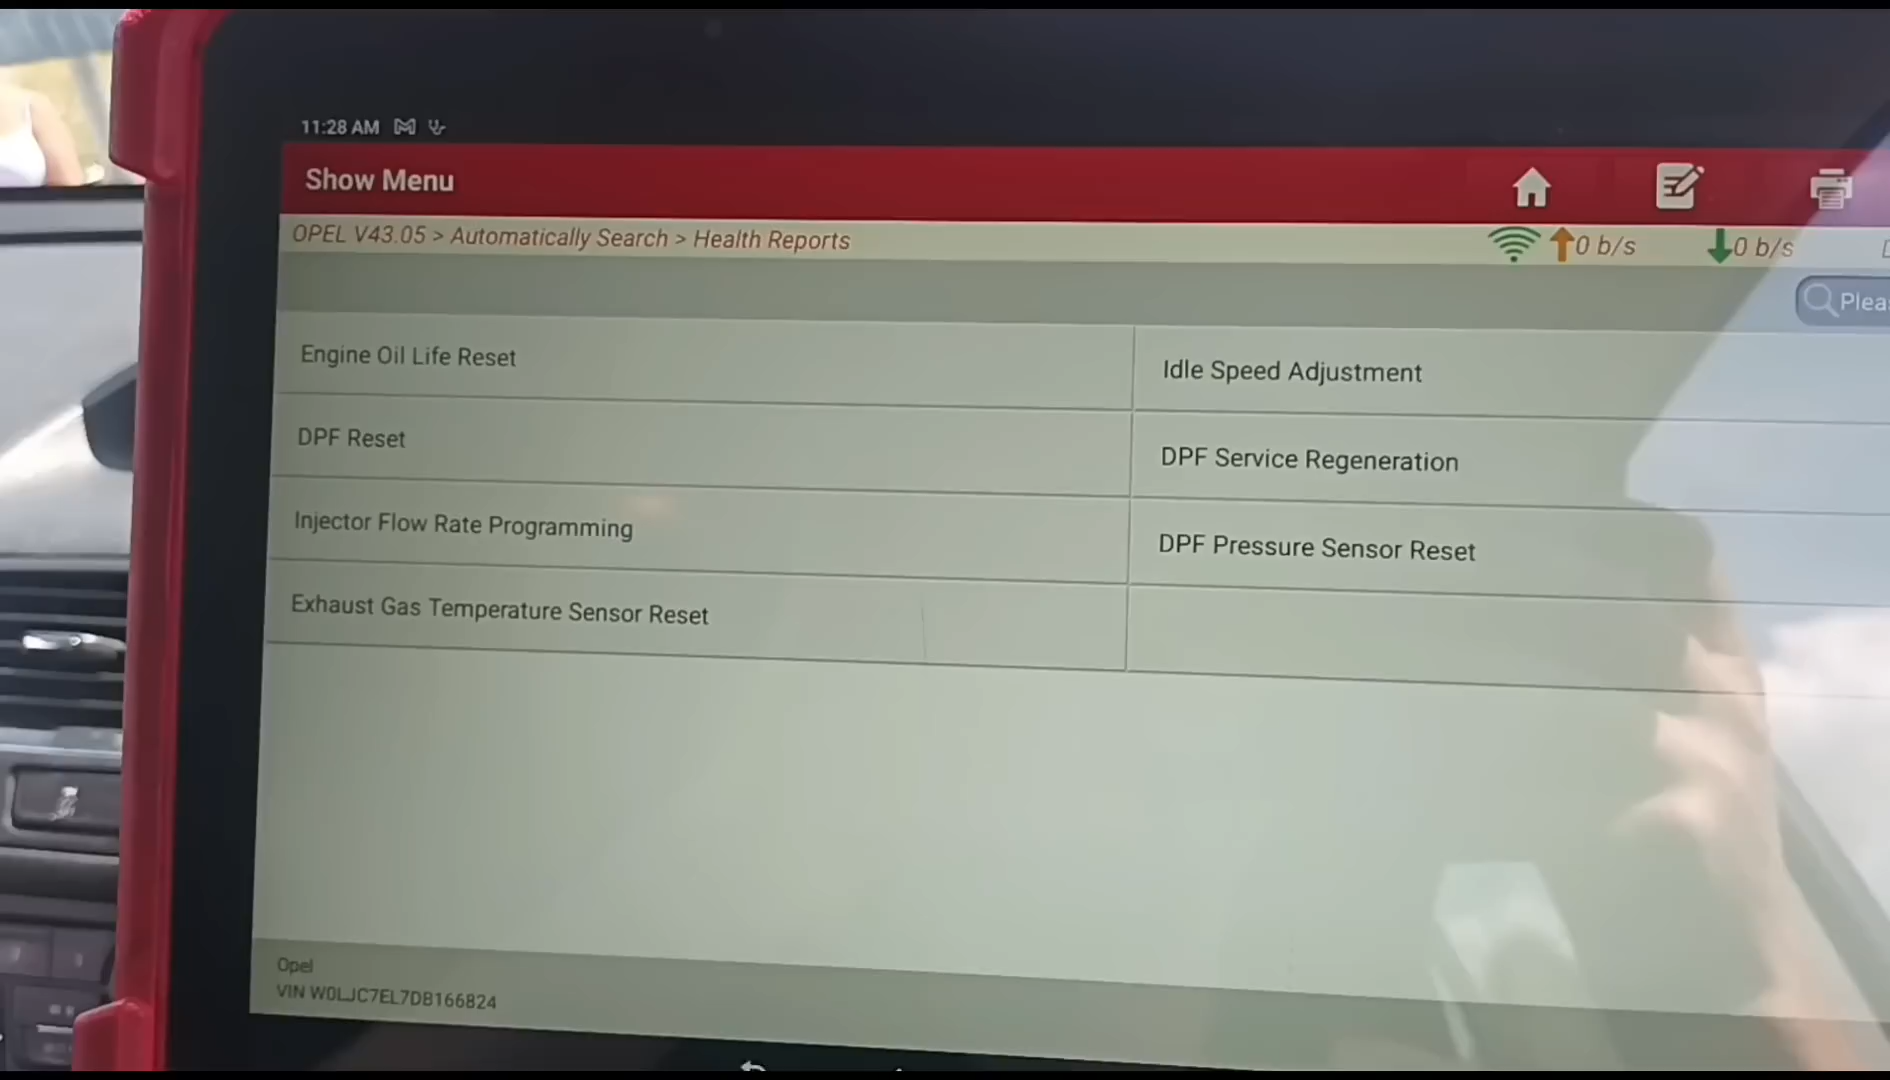 11:28 AM
Show Menu
OPEL V43.05 > Automatically Search > Health Reports
0 b/s
0 b/s
Engine Oil Life Reset
Idle Speed Adjustment
DPF Reset
DPF Service Regeneration
Injector Flow Rate Programming
DPF Pressure Sensor Reset
Exhaust Gas Temperature Sensor Reset
Opel
VIN W0LJC7EL7DB166824